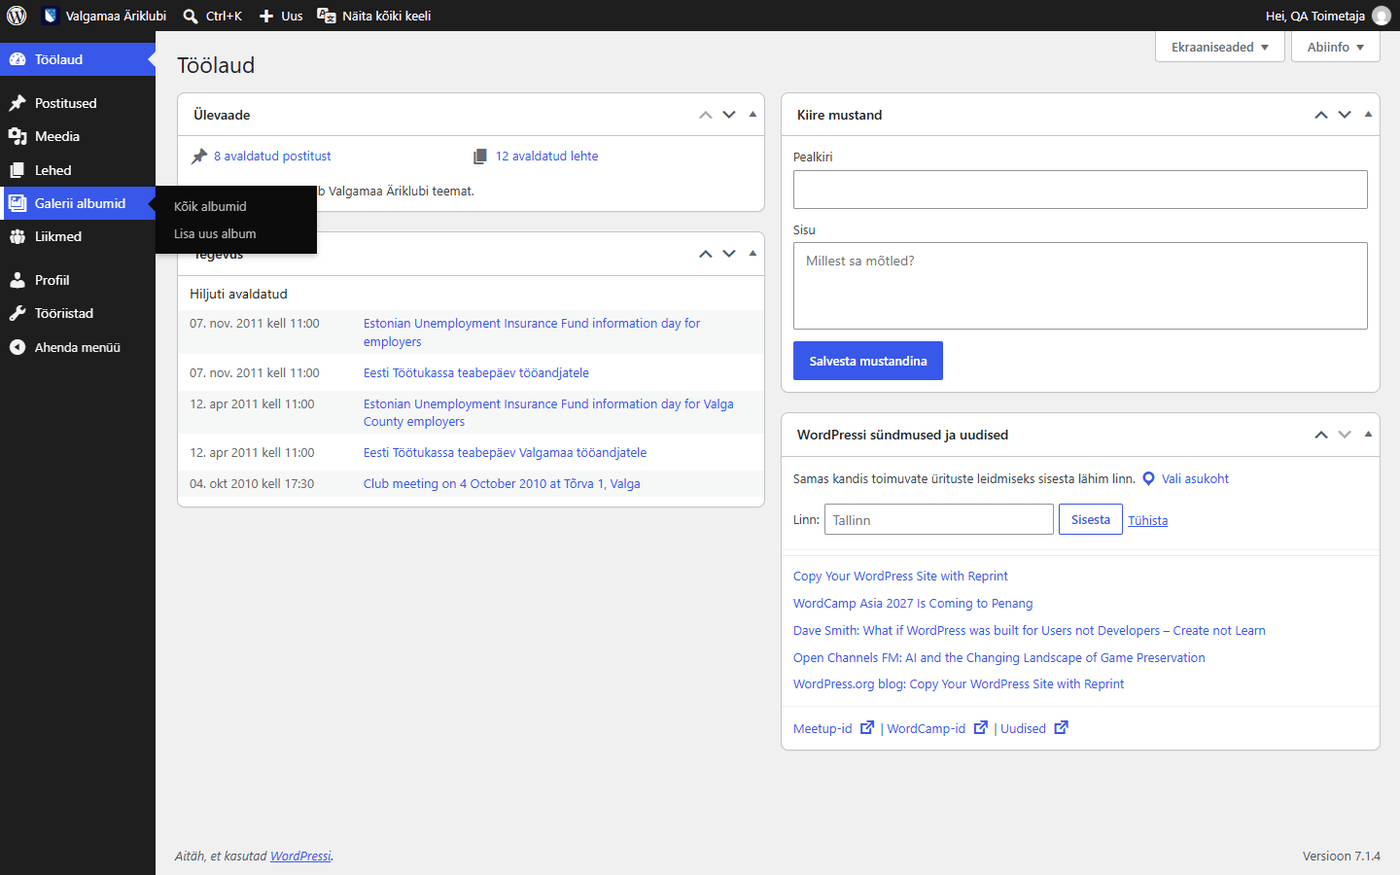 Valgamaa Äriklubi
Ctrl+K
Uus
Näita kõiki keeli
Hei, QA Toimetaja
Töölaud
Postitused
Meedia
Lehed
Galerii albumid
Kõik albumid
Lisa uus album
Liikmed
Profiil
Tööriistad
Ahenda menüü
Ekraaniseaded
Abiinfo
Töölaud
Ülevaade
8 avaldatud postitust
12 avaldatud lehte
b Valgamaa Äriklubi teemat.
Tegevus
Hiljuti avaldatud
07. nov. 2011 kell 11:00 Estonian Unemployment Insurance Fund information day for
employers
07. nov. 2011 kell 11:00 Eesti Töötukassa teabepäev tööandjatele
12. apr 2011 kell 11:00 Estonian Unemployment Insurance Fund information day for Valga
County employers
12. apr 2011 kell 11:00 Eesti Töötukassa teabepäev Valgamaa tööandjatele
04. okt 2010 kell 17:30 Club meeting on 4 October 2010 at Tõrva 1, Valga
Kiire mustand
Pealkiri
Sisu
Millest sa mõtled?
Salvesta mustandina
WordPressi sündmused ja uudised
Samas kandis toimuvate ürituste leidmiseks sisesta lähim linn. Vali asukoht
Linn: Tallinn Sisesta Tühista
Copy Your WordPress Site with Reprint
WordCamp Asia 2027 Is Coming to Penang
Dave Smith: What if WordPress was built for Users not Developers – Create not Learn
Open Channels FM: AI and the Changing Landscape of Game Preservation
WordPress.org blog: Copy Your WordPress Site with Reprint
Meetup-id | WordCamp-id | Uudised
Aitäh, et kasutad WordPressi.
Versioon 7.1.4